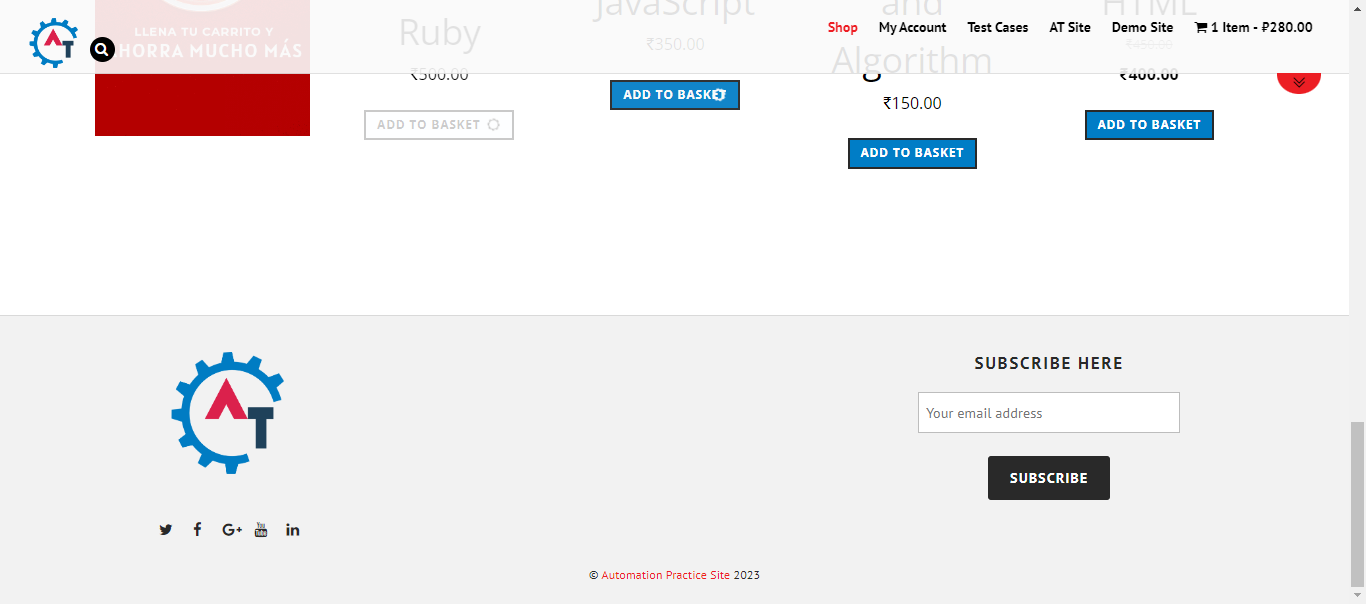 Shop My Account Test Cases AT Site Demo Site 1 Item - ₽280.00
LLENA TU CARRITO Y
AHORRA MUCHO MÁS
Ruby
₹500.00
ADD TO BASKET
JavaScript
₹350.00
ADD TO BASKET
and
Algorithm
₹150.00
ADD TO BASKET
HTML
₹450.00
₹400.00
ADD TO BASKET
AT
SUBSCRIBE HERE
Your email address
SUBSCRIBE
© Automation Practice Site 2023